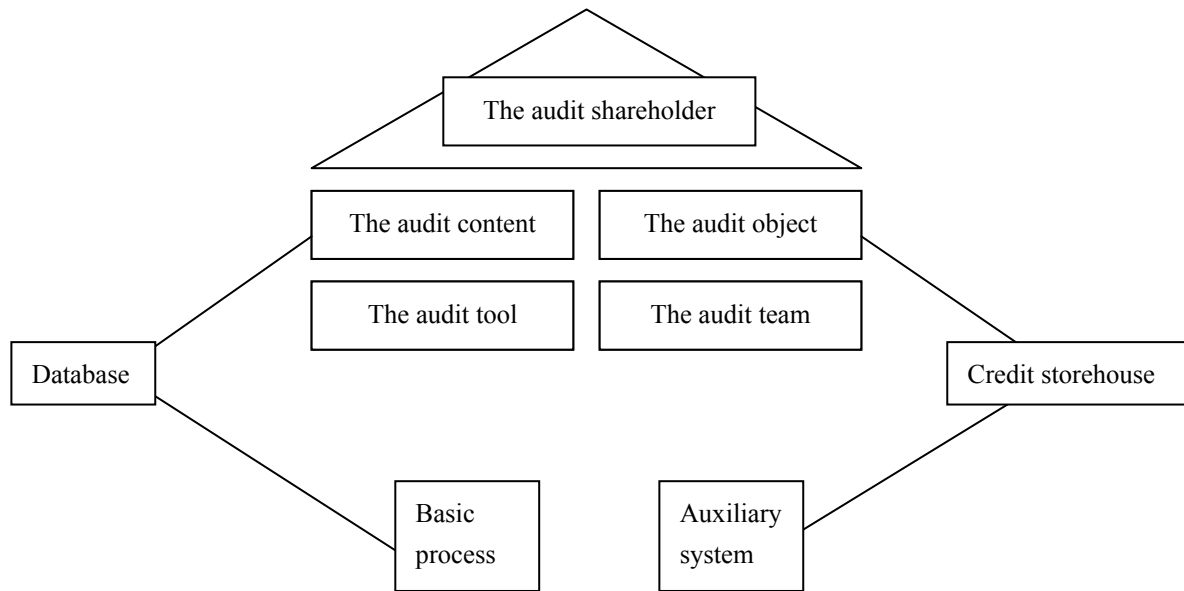 The audit shareholder
The audit content
The audit object
The audit tool
The audit team
Database
Credit storehouse
Basic
process
Auxiliary
system